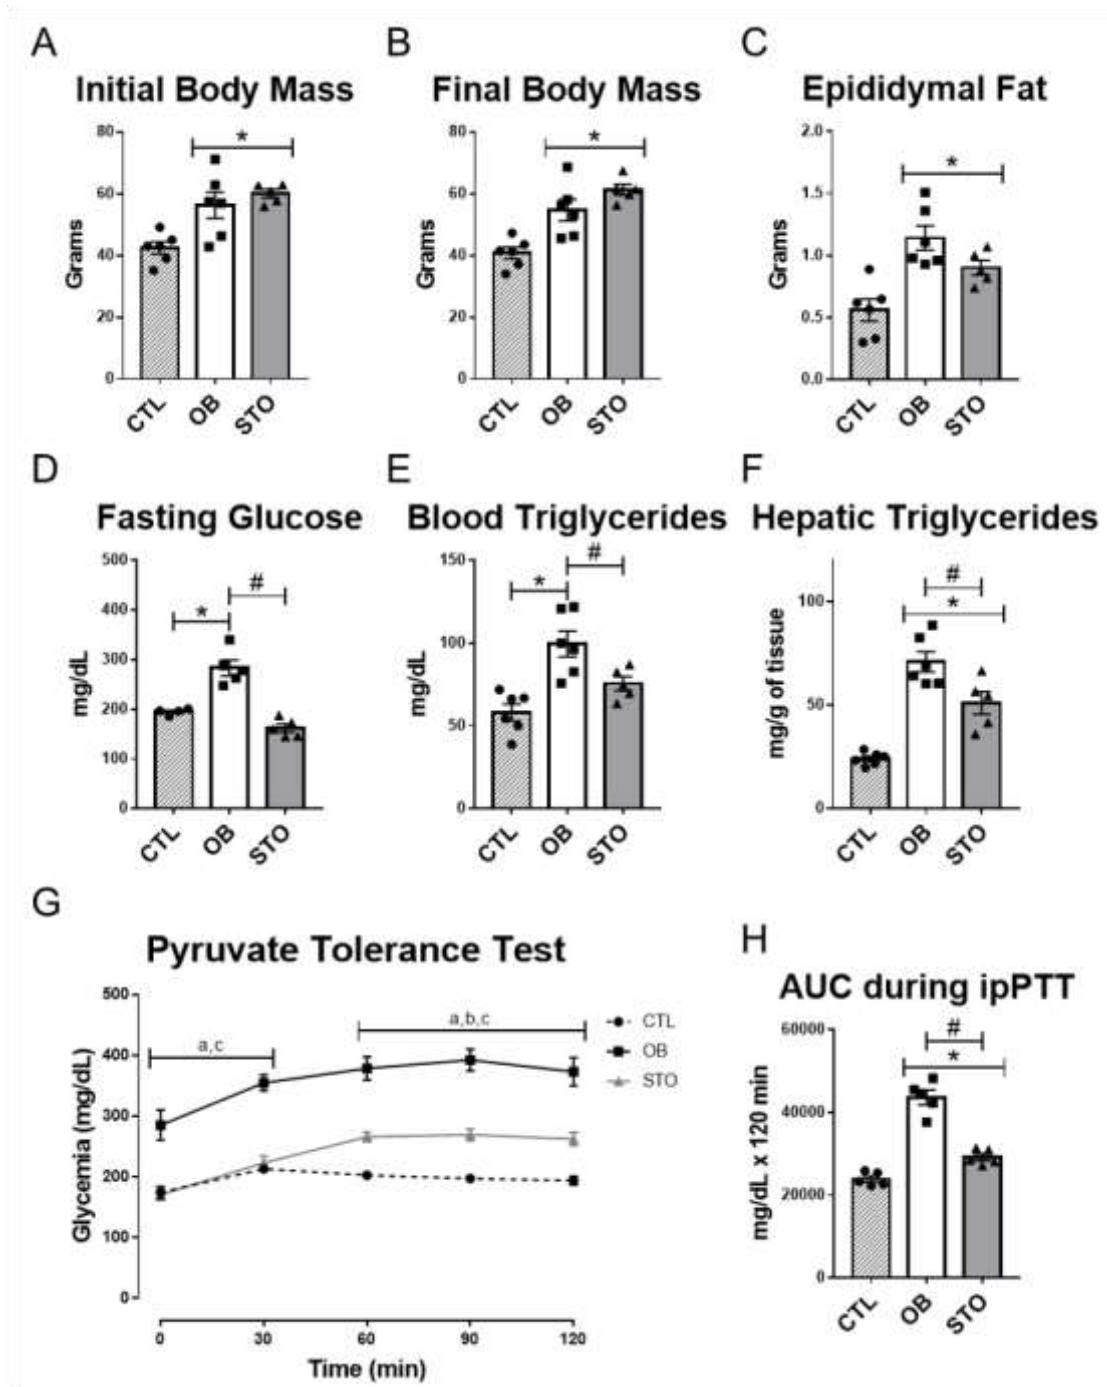 A
Initial Body Mass
*
80
60
40
20
0
Grams
CTL
OB
STO
B
Final Body Mass
*
80
60
40
20
0
Grams
CTL
OB
STO
C
Epididymal Fat
*
2.0
1.5
1.0
0.5
0.0
Grams
CTL
OB
STO
D
Fasting Glucose
#
*
500
400
300
200
100
0
mg/dL
CTL
OB
STO
E
Blood Triglycerides
#
*
150
100
50
0
mg/dL
CTL
OB
STO
F
Hepatic Triglycerides
#
*
100
50
0
mg/g of tissue
CTL
OB
STO
G
Pyruvate Tolerance Test
a,b,c
a,c
500
400
300
200
100
0
Glycemia (mg/dL)
0 30 60 90 120
Time (min)
CTL
OB
STO
H
AUC during ipPTT
#
*
60000
40000
20000
0
mg/dL x 120 min
CTL
OB
STO